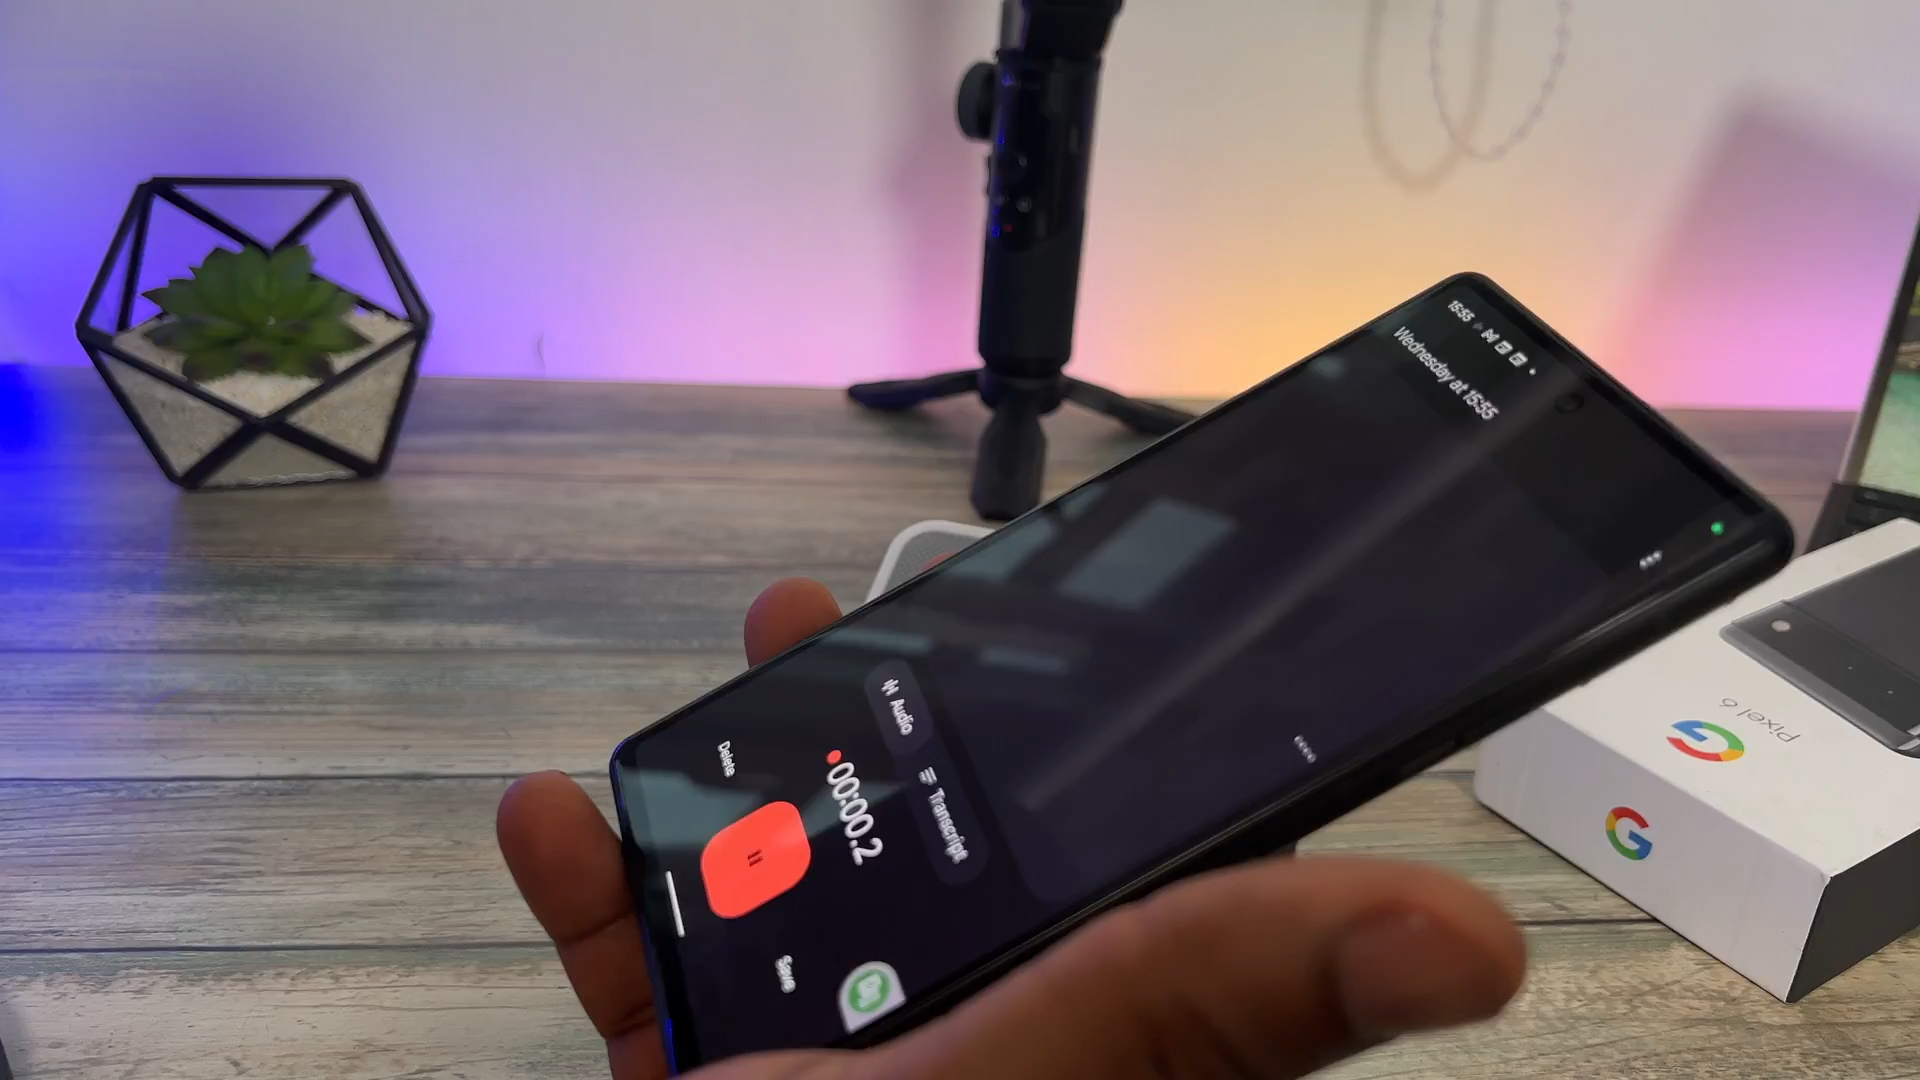 15:55
Wednesday at 15:55
Audio
Transcript
00:00.2
Delete
Save
G
Pixel 6
G